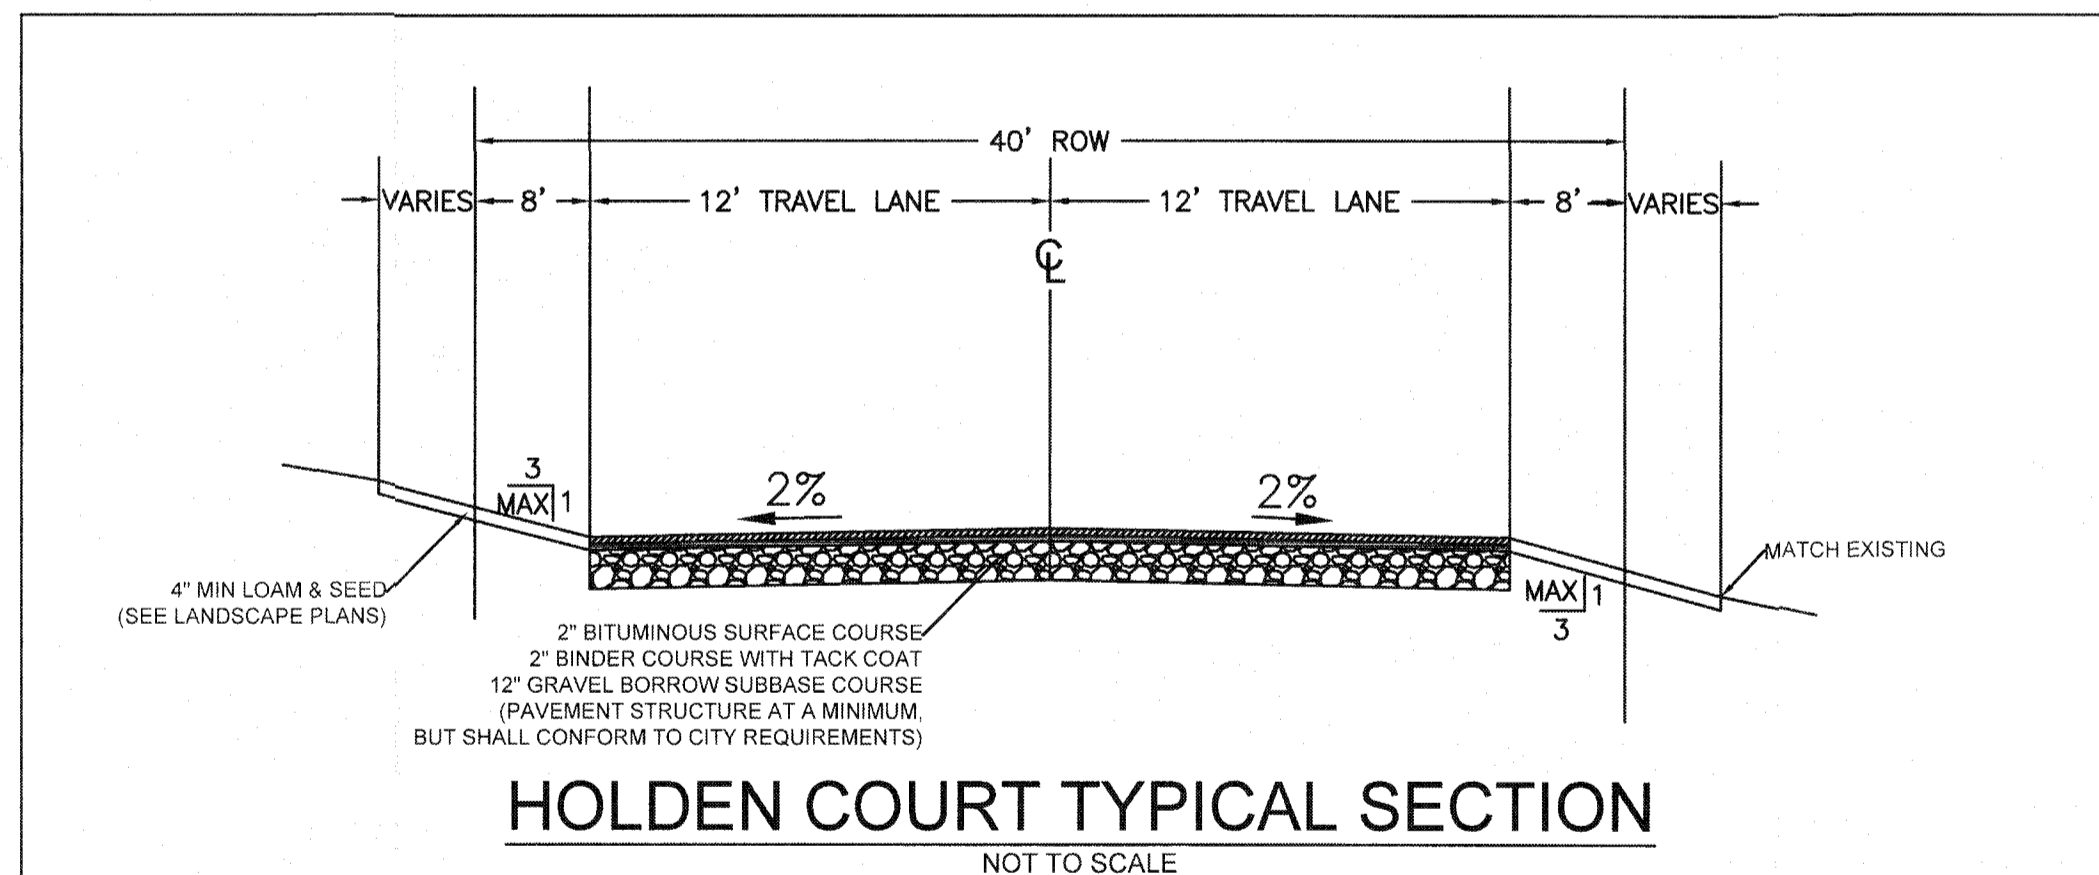 40' ROW
VARIES 8' 12' TRAVEL LANE 12' TRAVEL LANE 8' VARIES
CL
3
MAX 1
2% 2%
MATCH EXISTING
4" MIN LOAM & SEED
(SEE LANDSCAPE PLANS)
MAX 1
3
2" BITUMINOUS SURFACE COURSE
2" BINDER COURSE WITH TACK COAT
12" GRAVEL BORROW SUBBASE COURSE
(PAVEMENT STRUCTURE AT A MINIMUM,
BUT SHALL CONFORM TO CITY REQUIREMENTS)
HOLDEN COURT TYPICAL SECTION
NOT TO SCALE